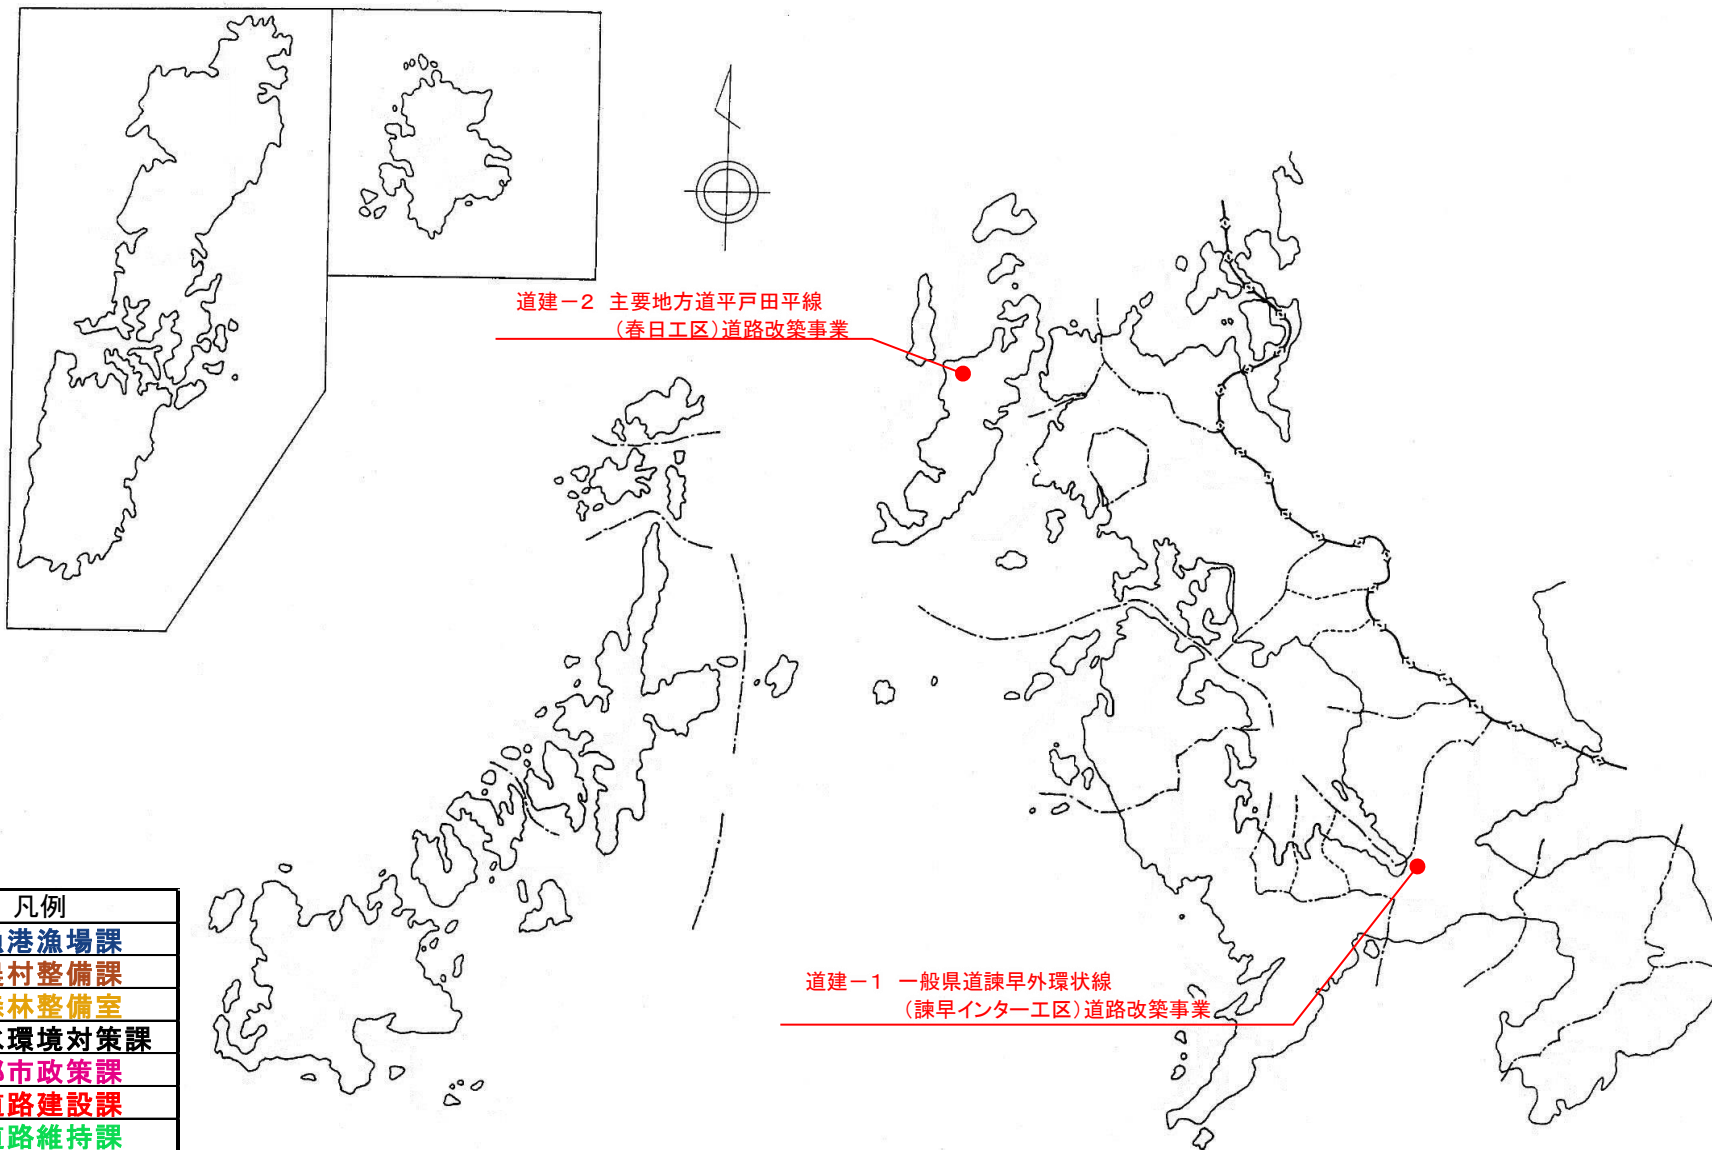 道建－2 主要地方道平戸田平線
（春日工区）道路改築事業
道建－1 一般県道諫早外環状線
（諫早インター工区）道路改築事業
凡例
港漁場課
村整備課
林整備室
環境対策課
市政策課
路建設課
路維持課